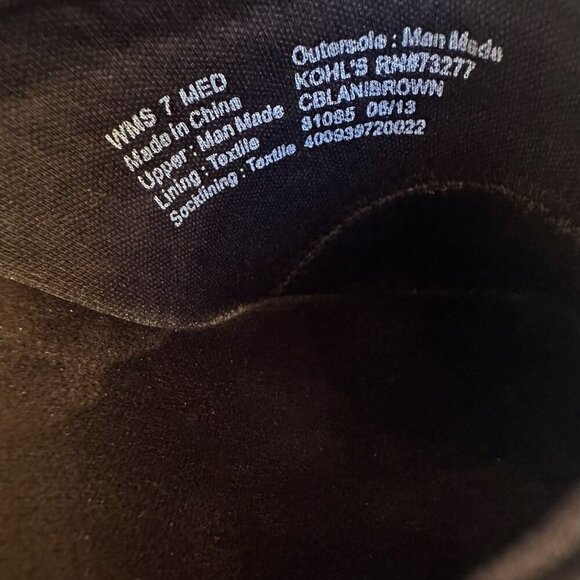 WMS 7 MED
Made in China
Upper: Man Made
Lining: Textile
Socklining: Textile
Outersole: Man Made
KOHL'S RN#73277
CBLANIBROWN
81085 06/13
400939720022